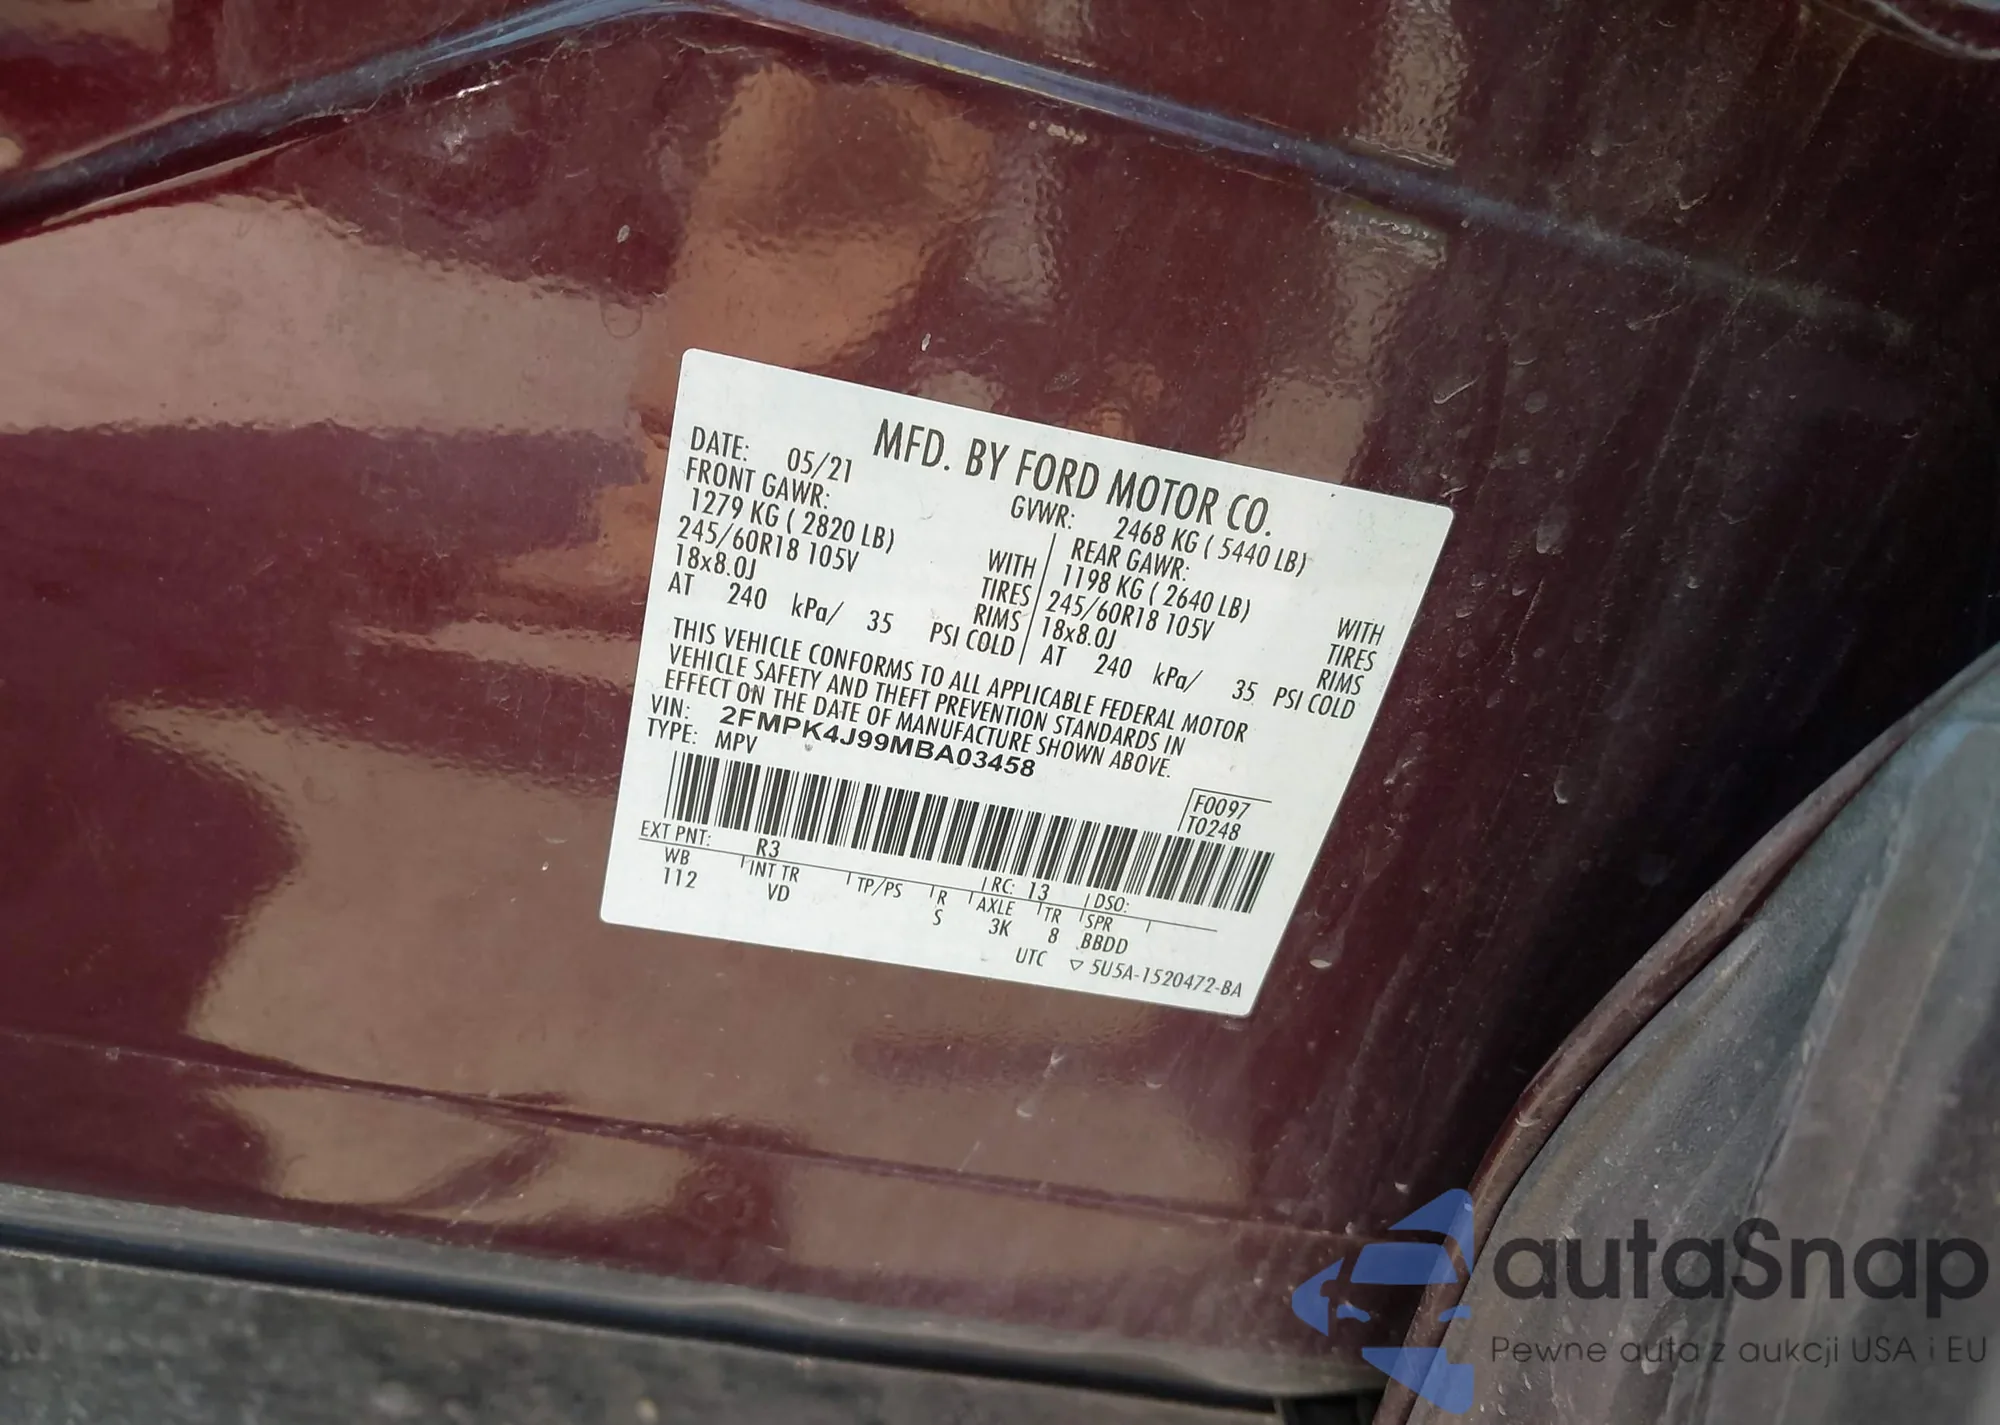 MFD. BY FORD MOTOR CO.
DATE: 05/21 GVWR: 2468 KG ( 5440 LB)
FRONT GAWR: REAR GAWR:
1279 KG ( 2820 LB) WITH 1198 KG ( 2640 LB) WITH
245/60R18 105V TIRES 245/60R18 105V TIRES
18x8.0J RIMS 18x8.0J RIMS
AT 240 kPa/ 35 PSI COLD AT 240 kPa/ 35 PSI COLD
THIS VEHICLE CONFORMS TO ALL APPLICABLE FEDERAL MOTOR
VEHICLE SAFETY AND THEFT PREVENTION STANDARDS IN
EFFECT ON THE DATE OF MANUFACTURE SHOWN ABOVE.
VIN: 2FMPK4J99MBA03458
TYPE: MPV
F0097
T0248
EXT PNT: R3 RC: 13 DSO:
WB INT TR TP/PS R AXLE TR SPR
112 VD S 3K 8 BBDD
UTC ▽ 5U5A-1520472-BA
autaSnap
Pewne auta z aukcji USA i EU